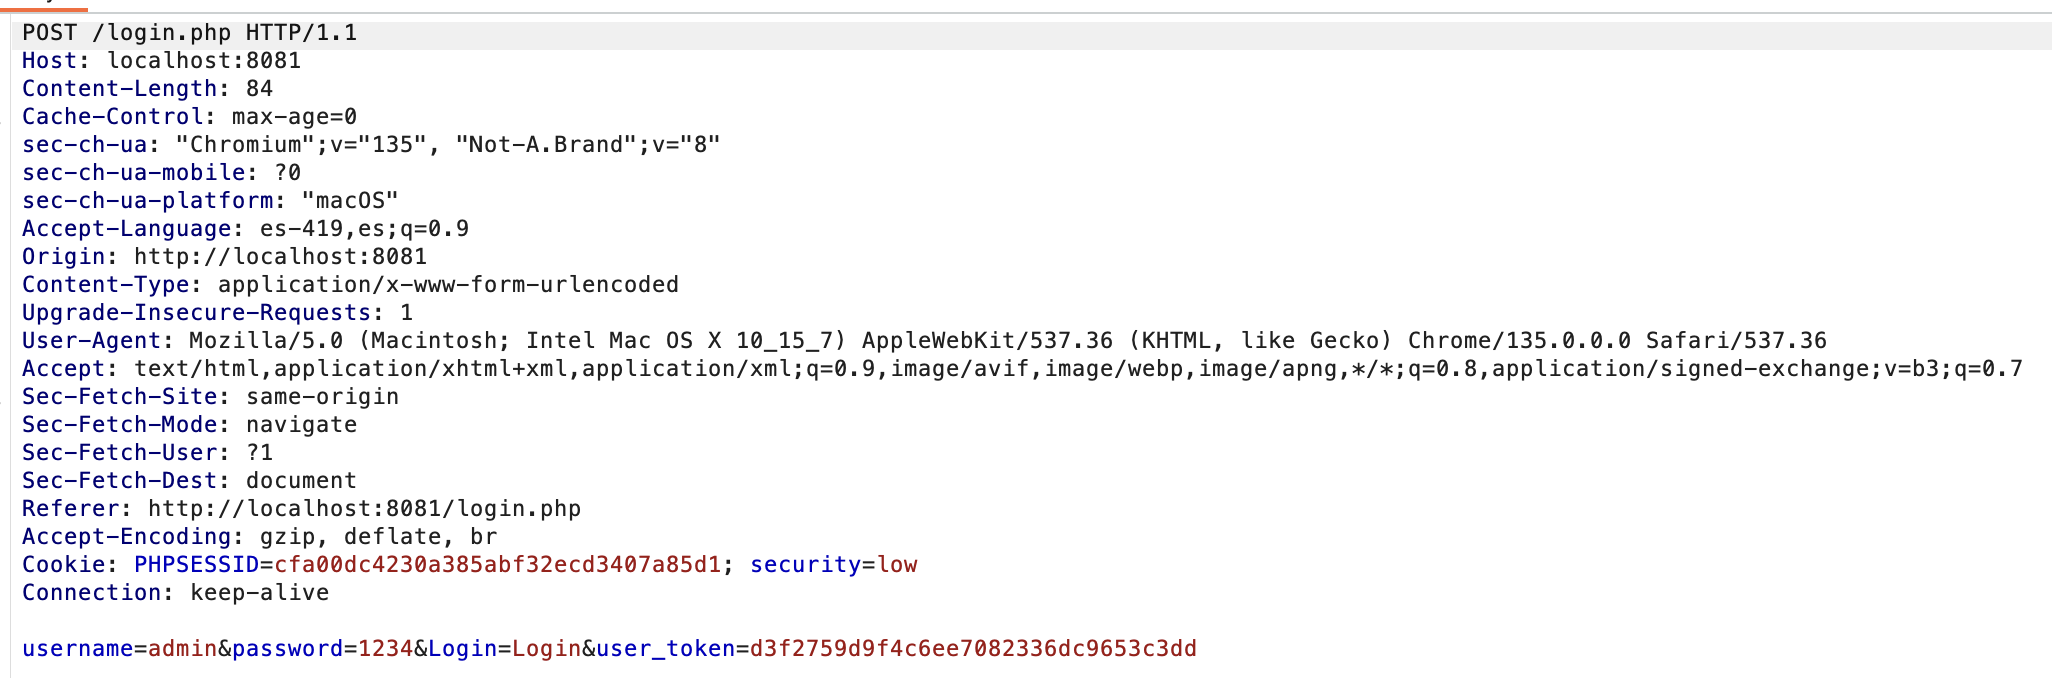 POST /login.php HTTP/1.1
Host: localhost:8081
Content-Length: 84
Cache-Control: max-age=0
sec-ch-ua: "Chromium";v="135", "Not-A.Brand";v="8"
sec-ch-ua-mobile: ?0
sec-ch-ua-platform: "macOS"
Accept-Language: es-419,es;q=0.9
Origin: http://localhost:8081
Content-Type: application/x-www-form-urlencoded
Upgrade-Insecure-Requests: 1
User-Agent: Mozilla/5.0 (Macintosh; Intel Mac OS X 10_15_7) AppleWebKit/537.36 (KHTML, like Gecko) Chrome/135.0.0.0 Safari/537.36
Accept: text/html,application/xhtml+xml,application/xml;q=0.9,image/avif,image/webp,image/apng,*/*;q=0.8,application/signed-exchange;v=b3;q=0.7
Sec-Fetch-Site: same-origin
Sec-Fetch-Mode: navigate
Sec-Fetch-User: ?1
Sec-Fetch-Dest: document
Referer: http://localhost:8081/login.php
Accept-Encoding: gzip, deflate, br
Cookie: PHPSESSID=cfa00dc4230a385abf32ecd3407a85d1; security=low
Connection: keep-alive

username=admin&password=1234&Login=Login&user_token=d3f2759d9f4c6ee7082336dc9653c3dd